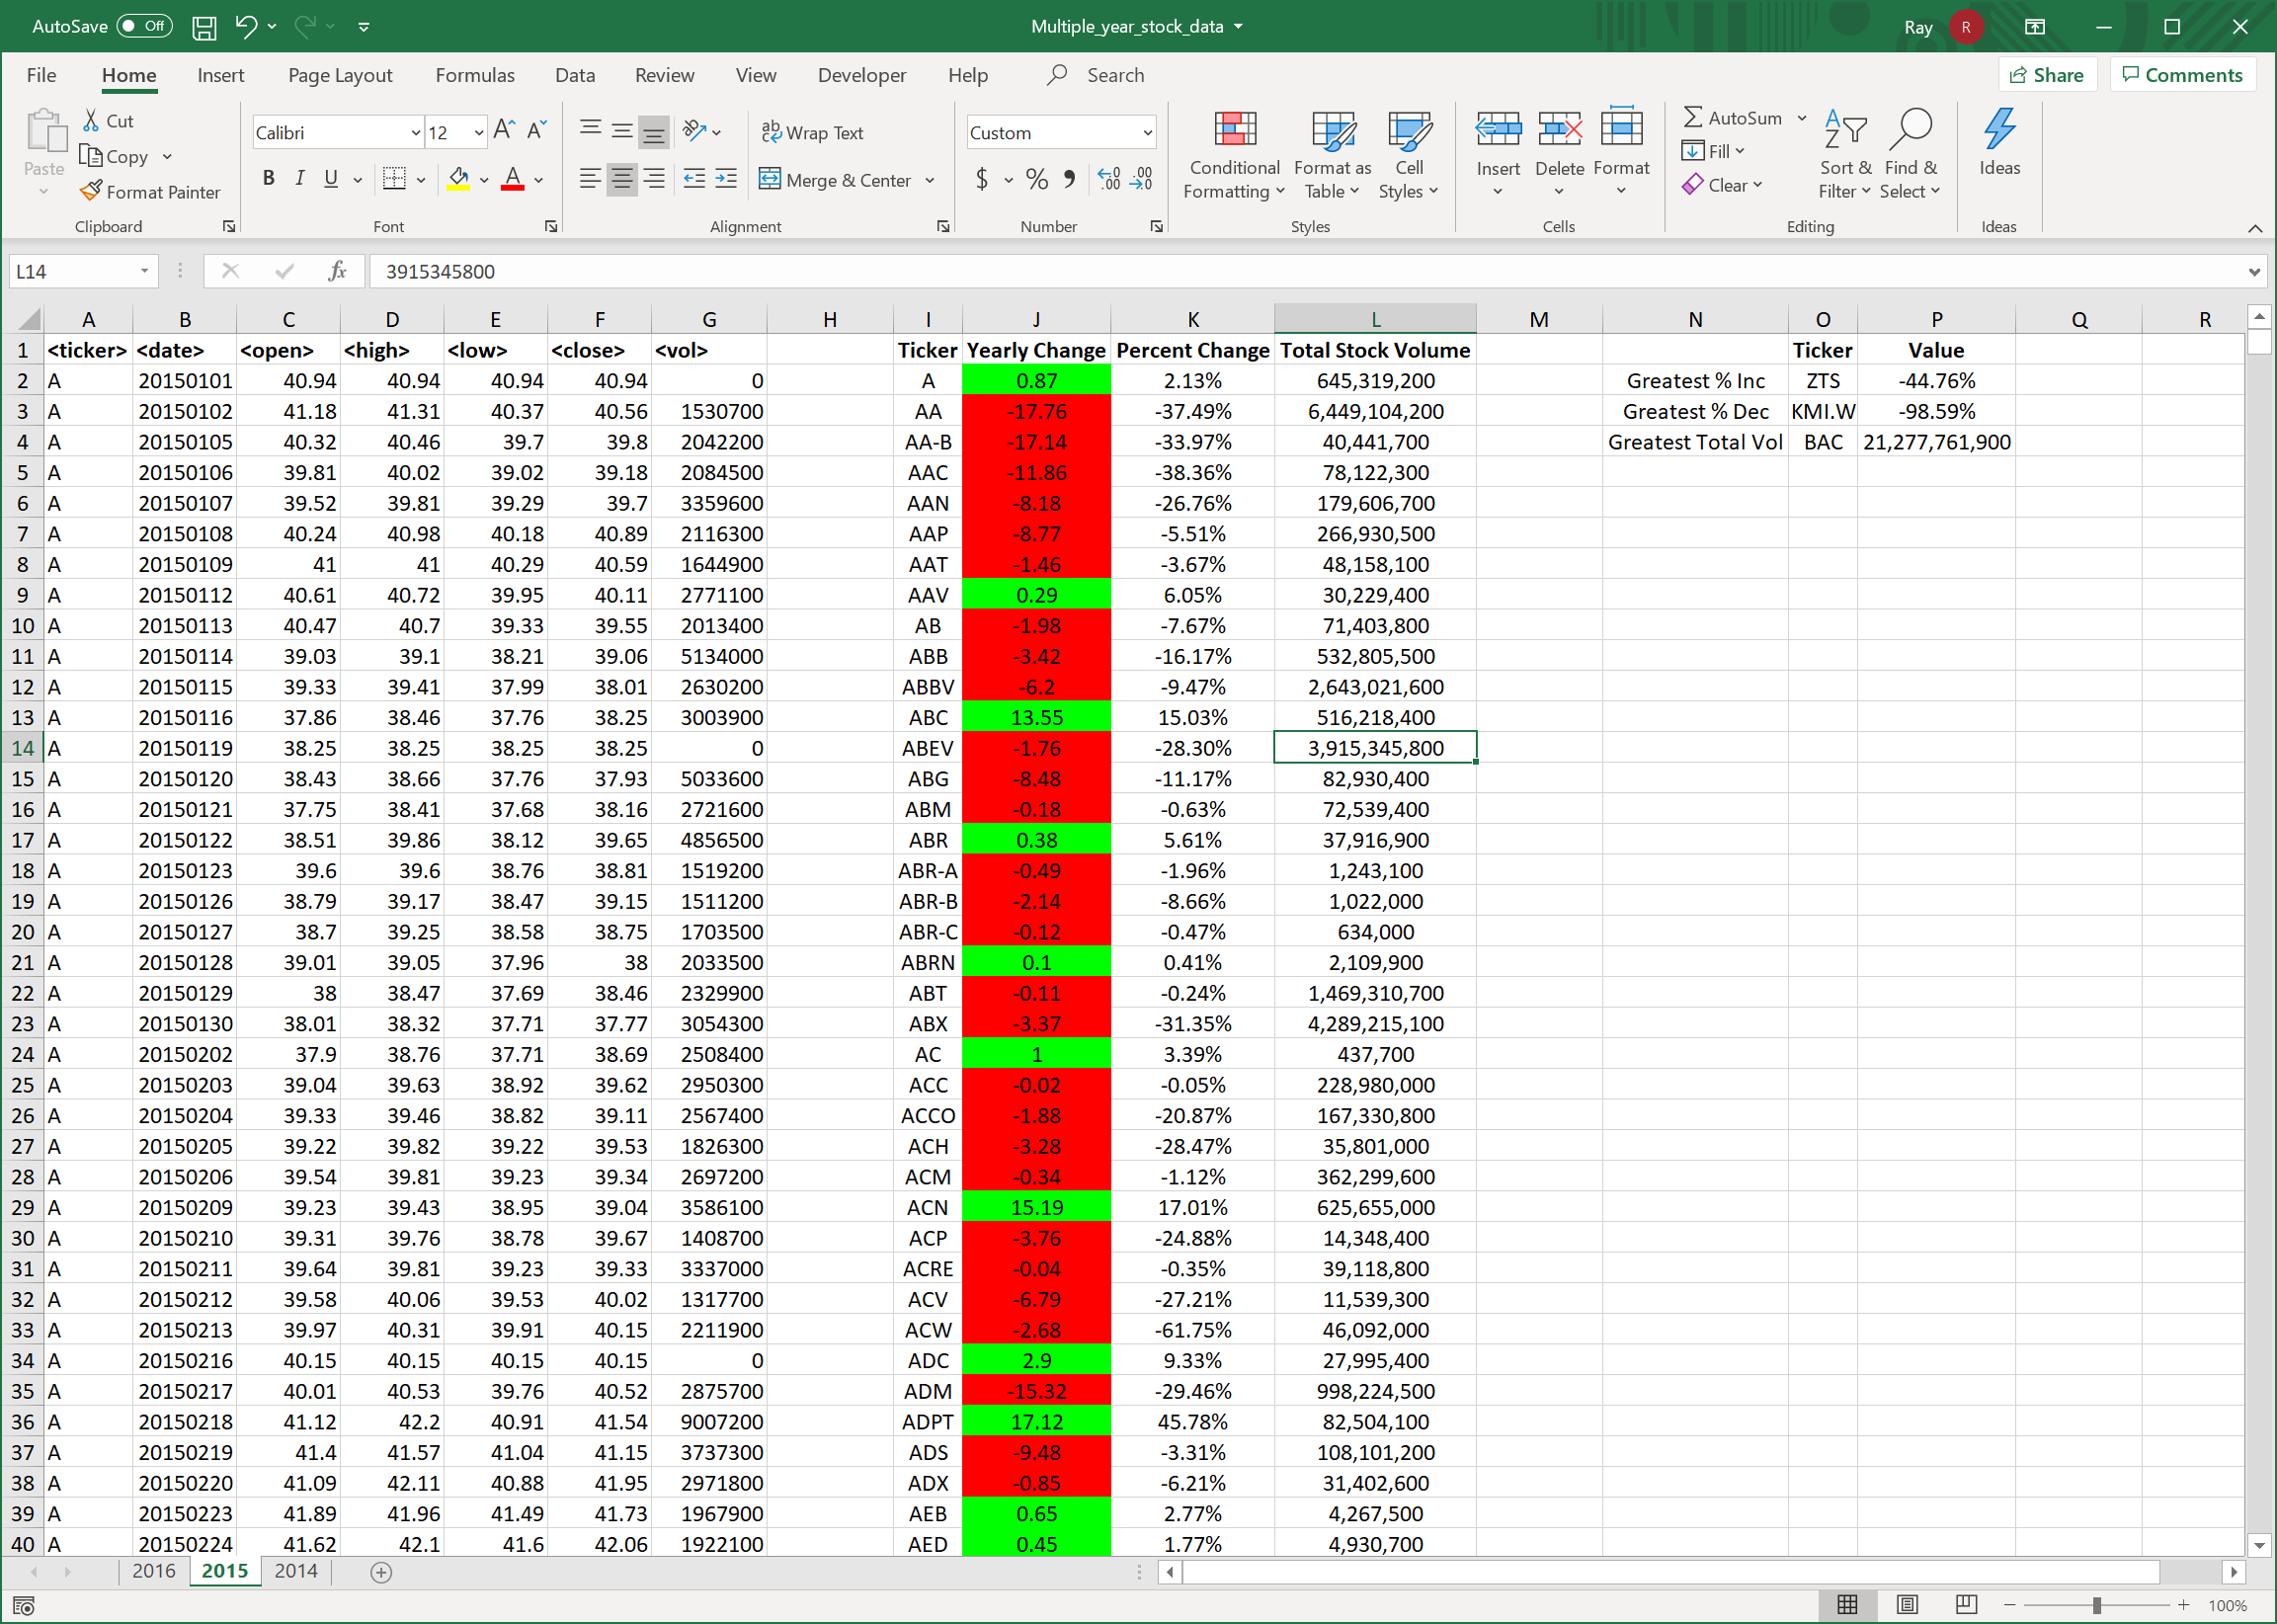 AutoSave Off Multiple_year_stock_data Ray R
File Home Insert Page Layout Formulas Data Review View Developer Help Search Share Comments
Paste Cut Copy Format Painter Clipboard
Calibri 12 A A B I U A Font
ab Wrap Text Merge & Center Alignment
Custom $ % .00 .00 Number
Conditional Formatting Format as Table Cell Styles Styles
Insert Delete Format Cells
AutoSum Fill Clear Sort & Filter Find & Select Editing
Ideas Ideas
L14 fx 3915345800
A B C D E F G H I J K L M N O P Q R
1 <ticker> <date> <open> <high> <low> <close> <vol> Ticker Yearly Change Percent Change Total Stock Volume Ticker Value
2 A 20150101 40.94 40.94 40.94 40.94 0 A 0.87 2.13% 645,319,200 Greatest % Inc ZTS -44.76%
3 A 20150102 41.18 41.31 40.37 40.56 1530700 AA -17.76 -37.49% 6,449,104,200 Greatest % Dec KMI.W -98.59%
4 A 20150105 40.32 40.46 39.7 39.8 2042200 AA-B -17.14 -33.97% 40,441,700 Greatest Total Vol BAC 21,277,761,900
5 A 20150106 39.81 40.02 39.02 39.18 2084500 AAC -11.86 -38.36% 78,122,300
6 A 20150107 39.52 39.81 39.29 39.7 3359600 AAN -8.18 -26.76% 179,606,700
7 A 20150108 40.24 40.98 40.18 40.89 2116300 AAP -8.77 -5.51% 266,930,500
8 A 20150109 41 41 40.29 40.59 1644900 AAT -1.46 -3.67% 48,158,100
9 A 20150112 40.61 40.72 39.95 40.11 2771100 AAV 0.29 6.05% 30,229,400
10 A 20150113 40.47 40.7 39.33 39.55 2013400 AB -1.98 -7.67% 71,403,800
11 A 20150114 39.03 39.1 38.21 39.06 5134000 ABB -3.42 -16.17% 532,805,500
12 A 20150115 39.33 39.41 37.99 38.01 2630200 ABBV -6.2 -9.47% 2,643,021,600
13 A 20150116 37.86 38.46 37.76 38.25 3003900 ABC 13.55 15.03% 516,218,400
14 A 20150119 38.25 38.25 38.25 38.25 0 ABEV -1.76 -28.30% 3,915,345,800
15 A 20150120 38.43 38.66 37.76 37.93 5033600 ABG -8.48 -11.17% 82,930,400
16 A 20150121 37.75 38.41 37.68 38.16 2721600 ABM -0.18 -0.63% 72,539,400
17 A 20150122 38.51 39.86 38.12 39.65 4856500 ABR 0.38 5.61% 37,916,900
18 A 20150123 39.6 39.6 38.76 38.81 1519200 ABR-A -0.49 -1.96% 1,243,100
19 A 20150126 38.79 39.17 38.47 39.15 1511200 ABR-B -2.14 -8.66% 1,022,000
20 A 20150127 38.7 39.25 38.58 38.75 1703500 ABR-C -0.12 -0.47% 634,000
21 A 20150128 39.01 39.05 37.96 38 2033500 ABRN 0.1 0.41% 2,109,900
22 A 20150129 38 38.47 37.69 38.46 2329900 ABT -0.11 -0.24% 1,469,310,700
23 A 20150130 38.01 38.32 37.71 37.77 3054300 ABX -3.37 -31.35% 4,289,215,100
24 A 20150202 37.9 38.76 37.71 38.69 2508400 AC 1 3.39% 437,700
25 A 20150203 39.04 39.63 38.92 39.62 2950300 ACC -0.02 -0.05% 228,980,000
26 A 20150204 39.33 39.46 38.82 39.11 2567400 ACCO -1.88 -20.87% 167,330,800
27 A 20150205 39.22 39.82 39.22 39.53 1826300 ACH -3.28 -28.47% 35,801,000
28 A 20150206 39.54 39.81 39.23 39.34 2697200 ACM -0.34 -1.12% 362,299,600
29 A 20150209 39.23 39.43 38.95 39.04 3586100 ACN 15.19 17.01% 625,655,000
30 A 20150210 39.31 39.76 38.78 39.67 1408700 ACP -3.76 -24.88% 14,348,400
31 A 20150211 39.64 39.81 39.23 39.33 3337000 ACRE -0.04 -0.35% 39,118,800
32 A 20150212 39.58 40.06 39.53 40.02 1317700 ACV -6.79 -27.21% 11,539,300
33 A 20150213 39.97 40.31 39.91 40.15 2211900 ACW -2.68 -61.75% 46,092,000
34 A 20150216 40.15 40.15 40.15 40.15 0 ADC 2.9 9.33% 27,995,400
35 A 20150217 40.01 40.53 39.76 40.52 2875700 ADM -15.32 -29.46% 998,224,500
36 A 20150218 41.12 42.2 40.91 41.54 9007200 ADPT 17.12 45.78% 82,504,100
37 A 20150219 41.4 41.57 41.04 41.15 3737300 ADS -9.48 -3.31% 108,101,200
38 A 20150220 41.09 42.11 40.88 41.95 2971800 ADX -0.85 -6.21% 31,402,600
39 A 20150223 41.89 41.96 41.49 41.73 1967900 AEB 0.65 2.77% 4,267,500
40 A 20150224 41.62 42.1 41.6 42.06 1922100 AED 0.45 1.77% 4,930,700
2016 2015 2014
100%